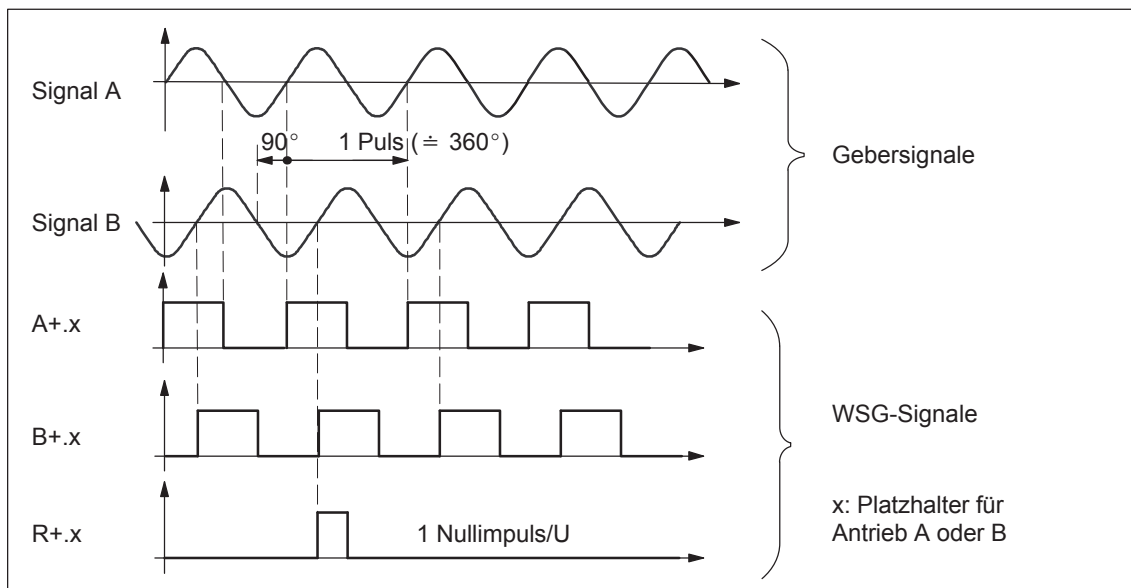 Signal A
90°
1 Puls (≐ 360°)
Gebersignale
Signal B
A+.x
B+.x
WSG-Signale
R+.x
1 Nullimpuls/U
x: Platzhalter für
Antrieb A oder B